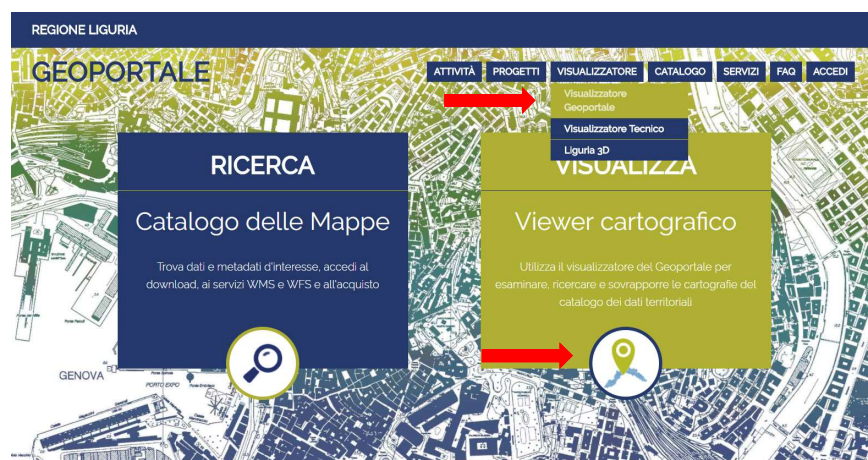 REGIONE LIGURIA
GEOPORTALE
ATTIVITÀ PROGETTI VISUALIZZATORE CATALOGO SERVIZI FAQ ACCEDI
Visualizzatore
Geoportale
Visualizzatore Tecnico
Liguria 3D
RICERCA
Catalogo delle Mappe
Trova dati e metadati d'interesse, accedi al
download, ai servizi WMS e WFS e all'acquisto
VISUALIZZA
Viewer cartografico
Utilizza il visualizzatore del Geoportale per
esaminare, ricercare e sovrapporre le cartografie del
catalogo dei dati territoriali
GENOVA
PORTO EXPO